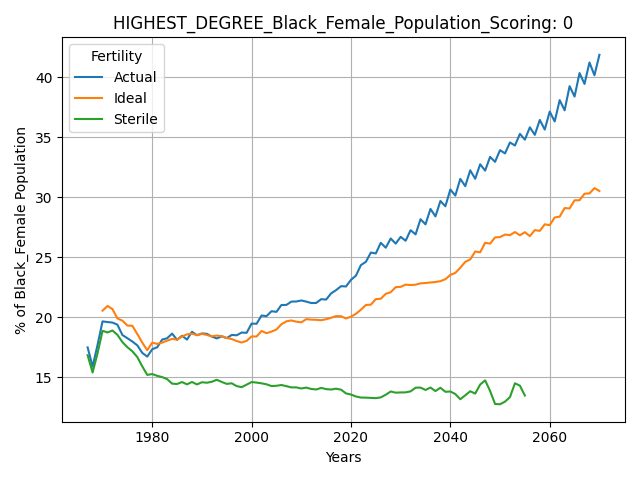 HIGHEST_DEGREE_Black_Female_Population_Scoring: 0
Fertility
Actual
Ideal
Sterile
% of Black_Female Population
40
35
30
25
20
15
1980
2000
2020
2040
2060
Years